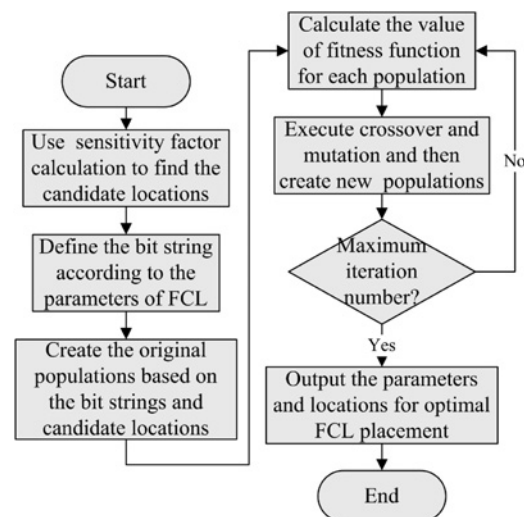 Start
Use sensitivity factor
calculation to find the
candidate locations
Define the bit string
according to the
parameters of FCL
Create the original
populations based on
the bit strings and
candidate locations
Calculate the value
of fitness function
for each population
Execute crossover and
mutation and then
create new populations
Maximum
iteration
number?
No
Yes
Output the parameters
and locations for optimal
FCL placement
End